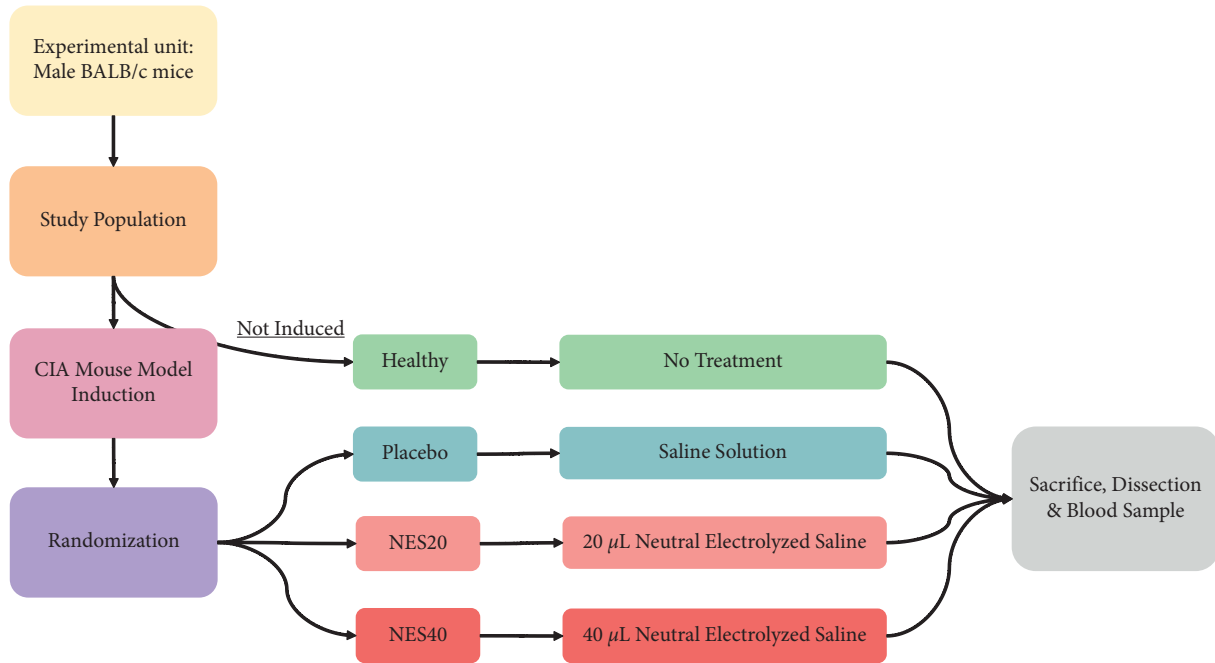 Experimental unit:
Male BALB/c mice
Study Population
Not Induced
CIA Mouse Model
Induction
Healthy
No Treatment
Placebo
Saline Solution
Sacrifice, Dissection
& Blood Sample
Randomization
NES20
20 μL Neutral Electrolyzed Saline
NES40
40 μL Neutral Electrolyzed Saline